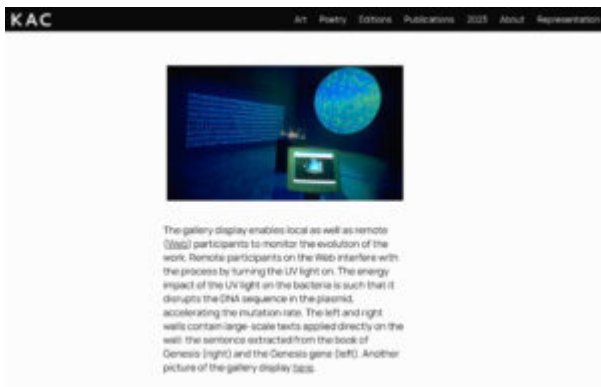 KAC
Art Poetry Editions Publications 2023 About Representation
The gallery display enables local as well as remote
(Web) participants to monitor the evolution of the
work. Remote participants on the Web interfere with
the process by turning the UV light on. The energy
impact of the UV light on the bacteria is such that it
disrupts the DNA sequence in the plasmid,
accelerating the mutation rate. The left and right
walls contain large-scale texts applied directly on the
wall: the sentence extracted from the book of
Genesis (right) and the Genesis gene (left). Another
picture of the gallery display here.